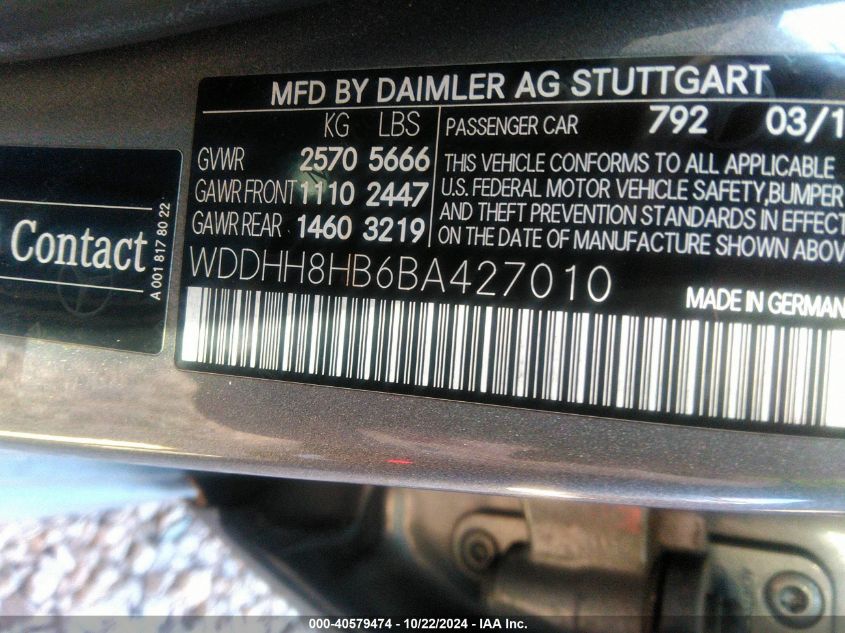 MFD BY DAIMLER AG STUTTGART
KG LBS
GVWR 2570 5666
GAWR FRONT 1110 2447
GAWR REAR 1460 3219
PASSENGER CAR 792 03/1
THIS VEHICLE CONFORMS TO ALL APPLICABLE
U.S. FEDERAL MOTOR VEHICLE SAFETY,BUMPER
AND THEFT PREVENTION STANDARDS IN EFFECT
ON THE DATE OF MANUFACTURE SHOWN ABOV
WDDHH8HB6BA427010
MADE IN GERMAN
Contact
A 001 817 80 22
000-40579474 - 10/22/2024 - IAA Inc.